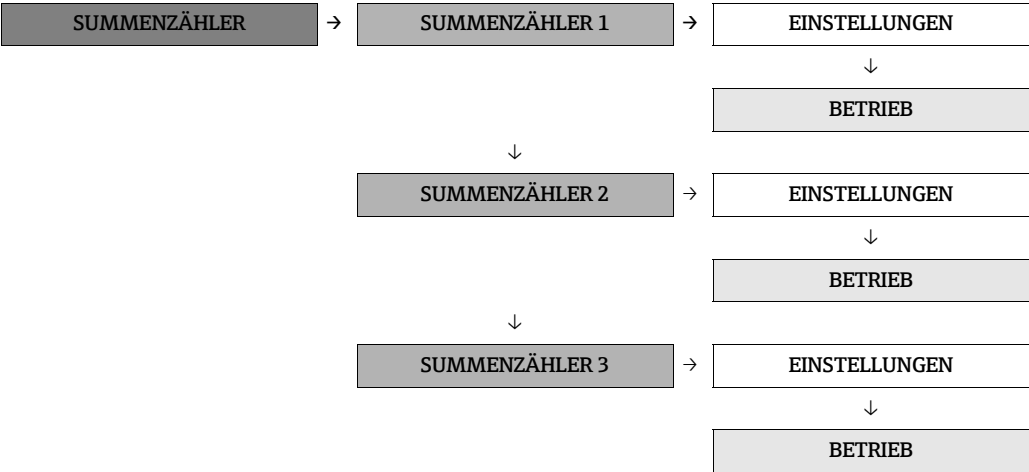 SUMMENZÄHLER → SUMMENZÄHLER 1 → EINSTELLUNGEN
↓
BETRIEB
↓
SUMMENZÄHLER 2 → EINSTELLUNGEN
↓
BETRIEB
↓
SUMMENZÄHLER 3 → EINSTELLUNGEN
↓
BETRIEB